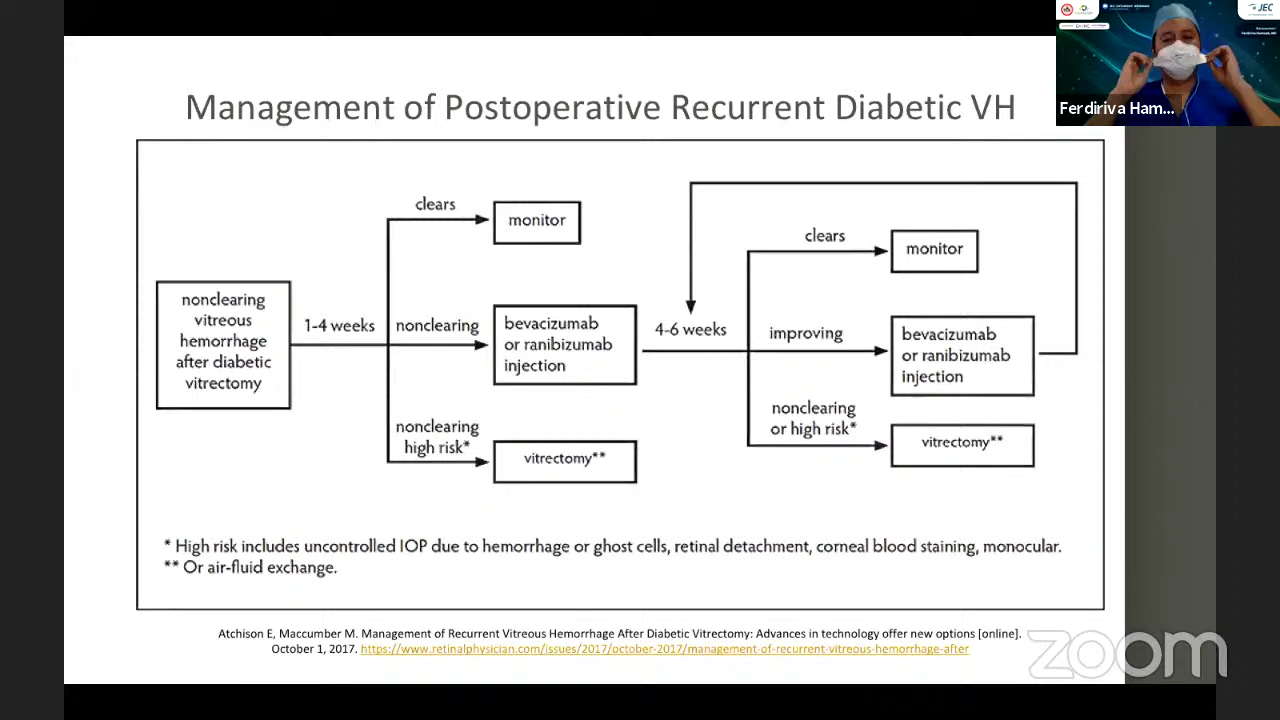 JEC
Ferdiriva Ham...
Management of Postoperative Recurrent Diabetic VH
nonclearing
vitreous
hemorrhage
after diabetic
vitrectomy
1-4 weeks
clears
monitor
nonclearing
bevacizumab
or ranibizumab
injection
nonclearing
high risk*
vitrectomy**
4-6 weeks
clears
monitor
improving
bevacizumab
or ranibizumab
injection
nonclearing
or high risk*
vitrectomy**
* High risk includes uncontrolled IOP due to hemorrhage or ghost cells, retinal detachment, corneal blood staining, monocular.
** Or air-fluid exchange.
Atchison E, Maccumber M. Management of Recurrent Vitreous Hemorrhage After Diabetic Vitrectomy: Advances in technology offer new options [online].
October 1, 2017. https://www.retinalphysician.com/issues/2017/october-2017/management-of-recurrent-vitreous-hemorrhage-after
zoom